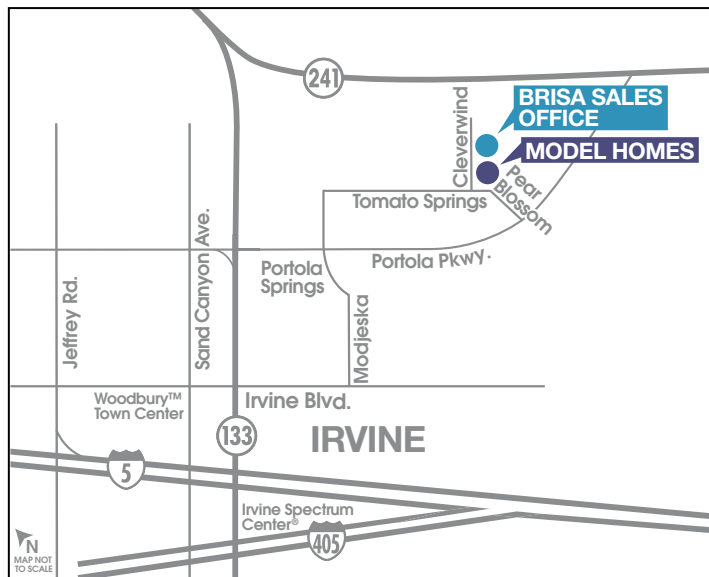 241
BRISA SALES
OFFICE
MODEL HOMES
Cleverwind
Pear
Blossom
Tomato Springs
Sand Canyon Ave.
Portola
Springs
Portola Pkwy.
Jeffrey Rd.
Modjeska
Woodbury™
Town Center
Irvine Blvd.
133
IRVINE
5
Irvine Spectrum
Center®
405
N
MAP NOT
TO SCALE